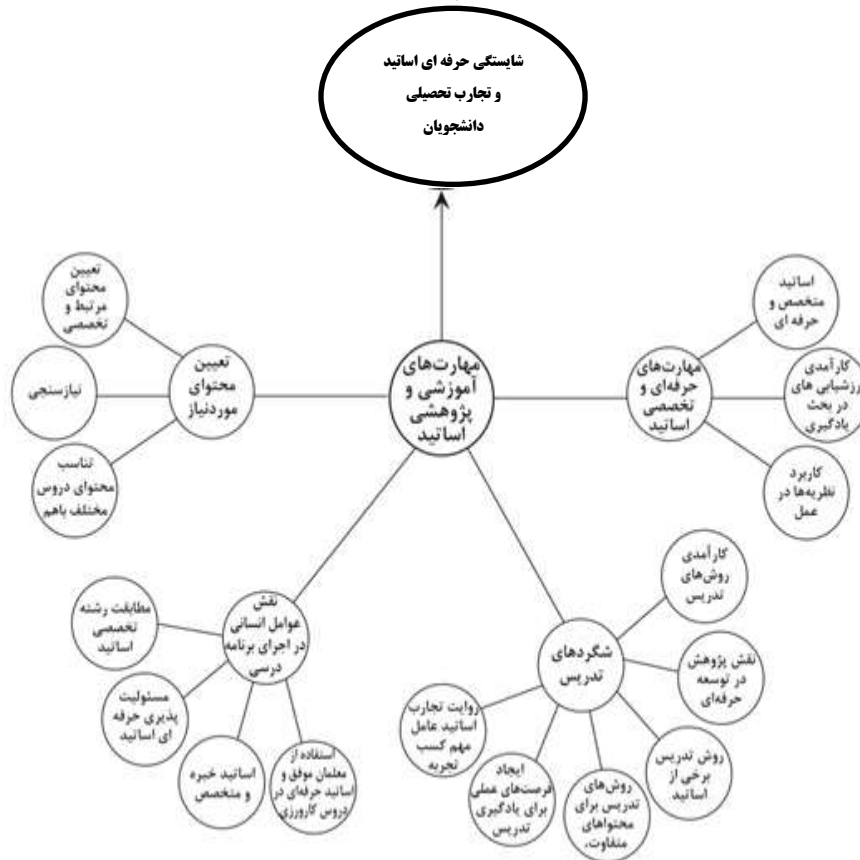 شایستگی حرفه ای اساتید
و تجارب تحصیلی
دانشجویان
تعیین
محتوای
مرتبط و
تخصصی
نیازسنجی
تناسب
محتوای دروس
مختلف باهم
تعیین
محتوای
موردنیاز
مهارت‌های
آموزشی و
پژوهشی
اساتید
مهارت‌های
حرفه‌ای و
تخصصی
اساتید
اساتید
متخصص و
حرفه ای
کارآمدی
ارزشیابی های
در بحث
یادگیری
کاربرد
نظریه‌ها در
عمل
نقش
عوامل انسانی
در اجرای برنامه
درسی
مطابقت رشته
تخصصی
اساتید
مسئولیت
پذیری حرفه
ای اساتید
اساتید خبره
و متخصص
استفاده از
معلمان موفق و
اساتید حرفه‌ای در
دروس کارورزی
شگردهای
تدریس
کارآمدی
روش‌های
تدریس
نقش پژوهش
در توسعه
حرفه‌ای
روش تدریس
برخی از
اساتید
روش‌های
تدریس برای
محتواهای
متفاوت.
ایجاد
فرصت‌های عملی
برای یادگیری
تدریس
روایت تجارب
اساتید عامل
مهم کسب
تجربه